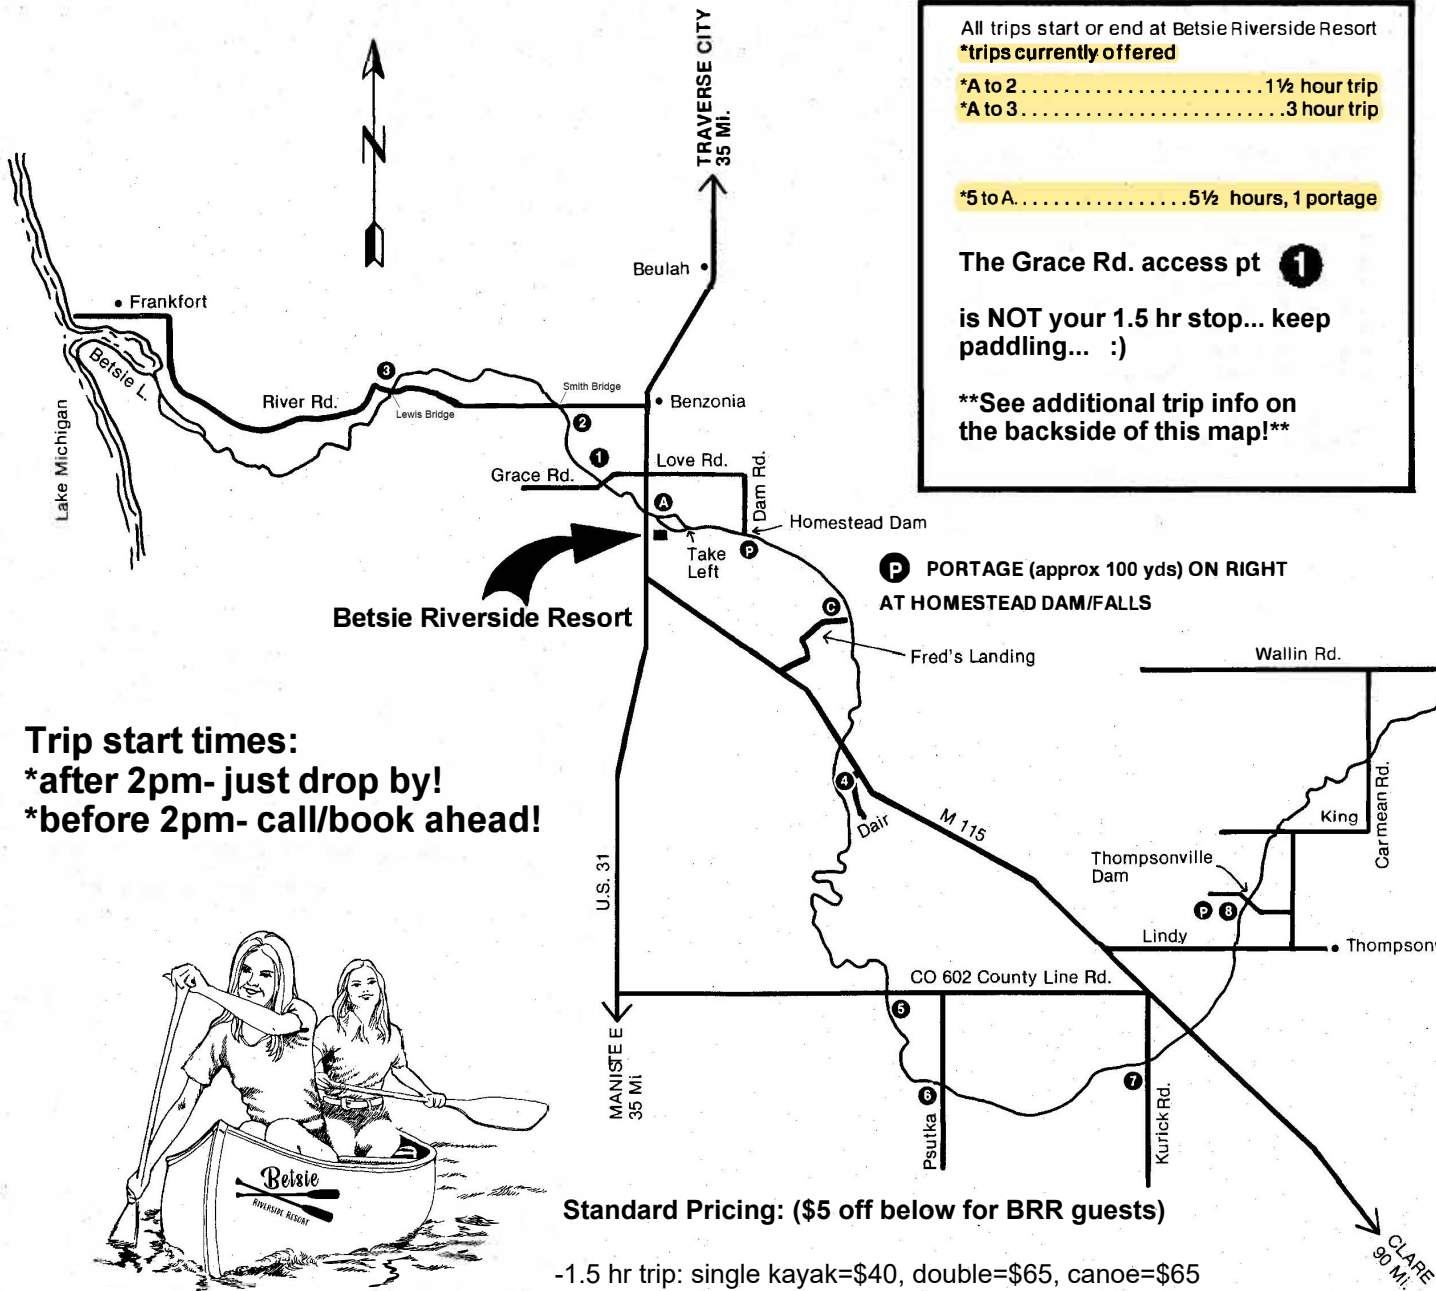 All trips start or end at Betsie Riverside Resort
*trips currently offered
*A to 2.......................1½ hour trip
*A to 3.........................3 hour trip
*5 to A.................5½ hours, 1 portage
The Grace Rd. access pt 1
is NOT your 1.5 hr stop... keep
paddling... :)
**See additional trip info on
the backside of this map!**
N
TRAVERSE CITY
35 Mi.
Beulah
Frankfort
Betsie L.
Lake Michigan
River Rd.
3
Lewis Bridge
Smith Bridge
2
Benzonia
1
Grace Rd.
Love Rd.
Dam Rd.
A
Homestead Dam
Take
Left
P
Betsie Riverside Resort
P PORTAGE (approx 100 yds) ON RIGHT
AT HOMESTEAD DAM/FALLS
C
Fred's Landing
Wallin Rd.
Trip start times:
*after 2pm- just drop by!
*before 2pm- call/book ahead!
4
Dair
M 115
King
Carmean Rd.
Thompsonville
Dam
P 8
U.S. 31
Lindy
Thompsonv
CO 602 County Line Rd.
5
6
7
Psutka
Kurick Rd.
MANISTE E
35 Mi.
CLARE
90 Mi.
Betsie
RIVERSIDE RESORT
Standard Pricing: ($5 off below for BRR guests)
-1.5 hr trip: single kayak=$40, double=$65, canoe=$65